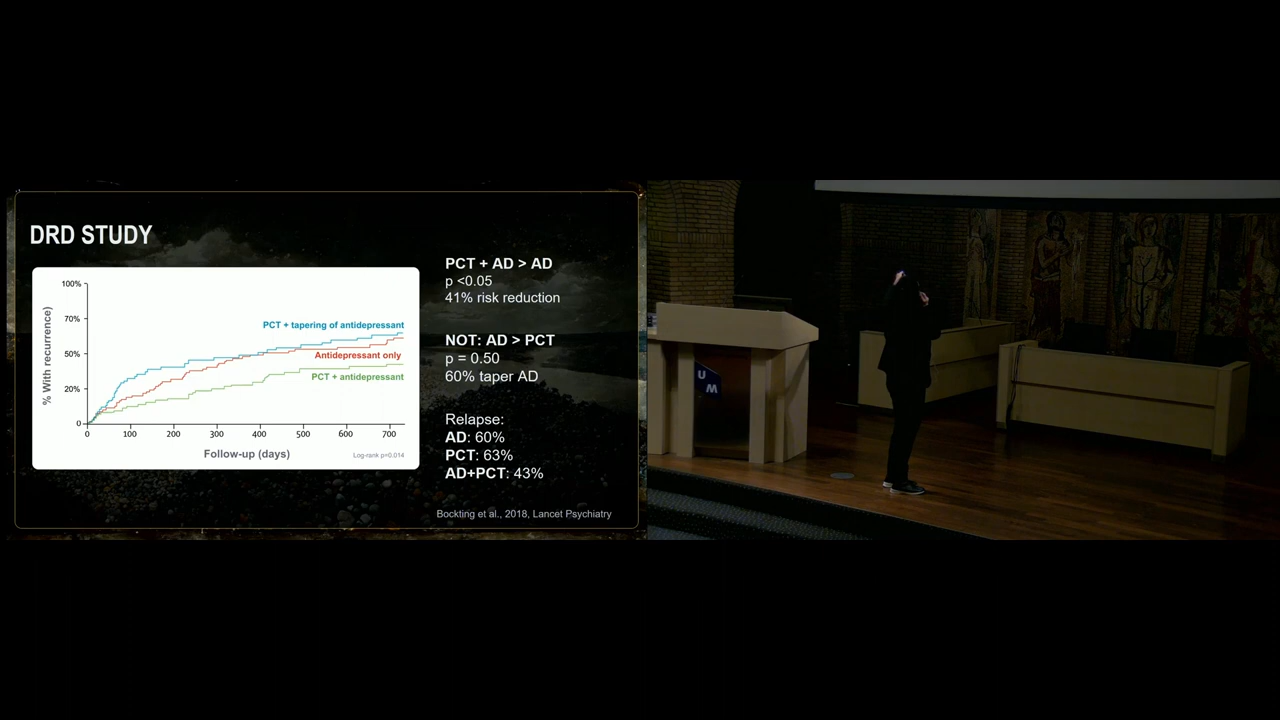 DRD STUDY
% With recurrence)
100%
70%
50%
20%
0
0 100 200 300 400 500 600 700
PCT + tapering of antidepressant
Antidepressant only
PCT + antidepressant
Follow-up (days)
Log-rank p=0.014
PCT + AD > AD
p <0.05
41% risk reduction
NOT: AD > PCT
p = 0.50
60% taper AD
Relapse:
AD: 60%
PCT: 63%
AD+PCT: 43%
Bockting et al., 2018, Lancet Psychiatry
U
M